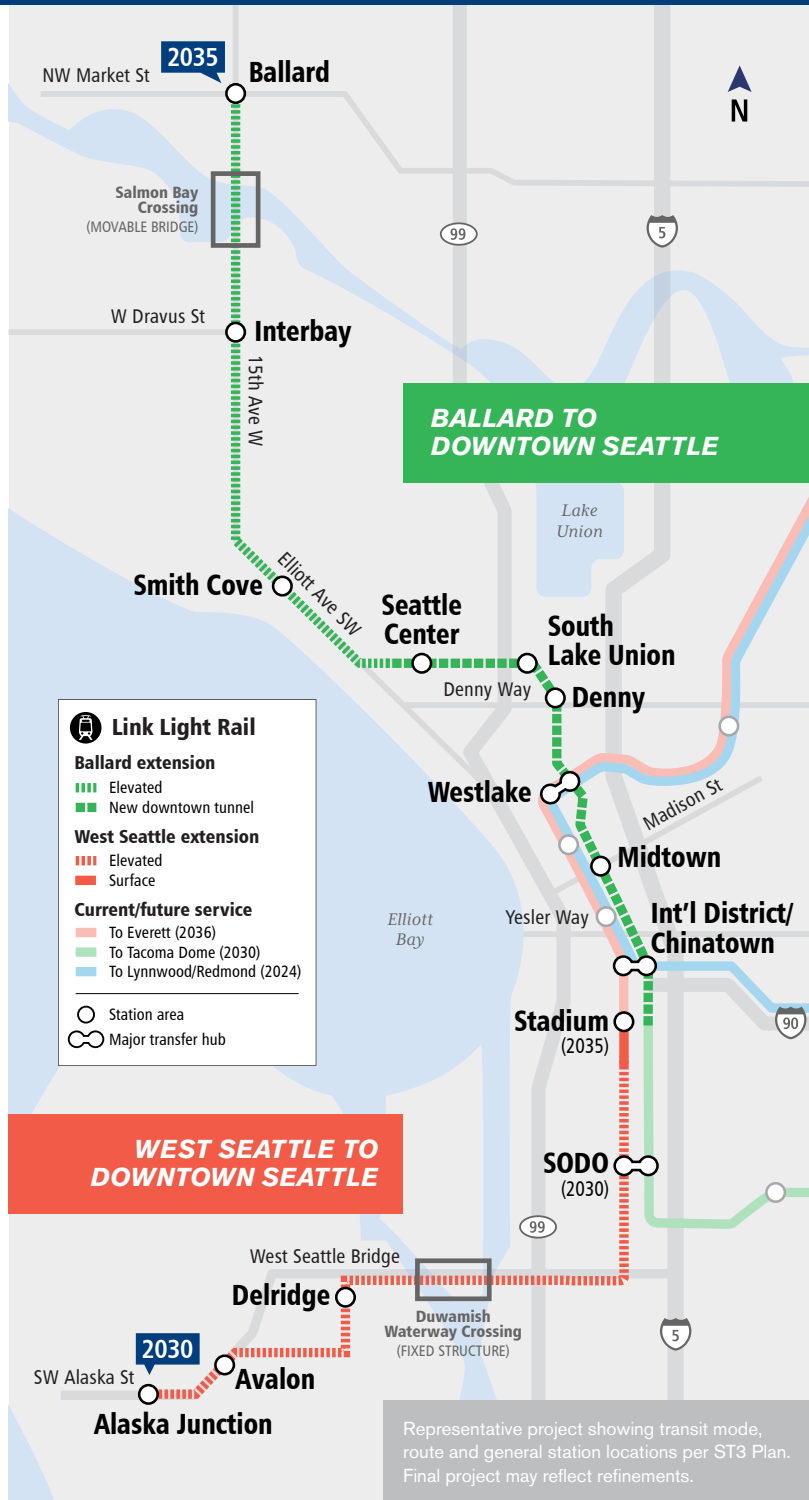 2035
Ballard
NW Market St
N
Salmon Bay
Crossing
(MOVABLE BRIDGE)
99
5
W Dravus St
Interbay
15th Ave W
BALLARD TO
DOWNTOWN SEATTLE
Lake
Union
Smith Cove
Elliott Ave SW
Seattle
Center
South
Lake Union
Denny Way
Denny
Link Light Rail
Ballard extension
Elevated
New downtown tunnel
West Seattle extension
Elevated
Surface
Current/future service
To Everett (2036)
To Tacoma Dome (2030)
To Lynnwood/Redmond (2024)
Station area
Major transfer hub
Westlake
Madison St
Midtown
Elliott
Bay
Yesler Way
Int'l District/
Chinatown
Stadium
(2035)
90
WEST SEATTLE TO
DOWNTOWN SEATTLE
SODO
(2030)
99
West Seattle Bridge
Delridge
Duwamish
Waterway Crossing
(FIXED STRUCTURE)
5
2030
SW Alaska St
Avalon
Alaska Junction
Representative project showing transit mode,
route and general station locations per ST3 Plan.
Final project may reflect refinements.